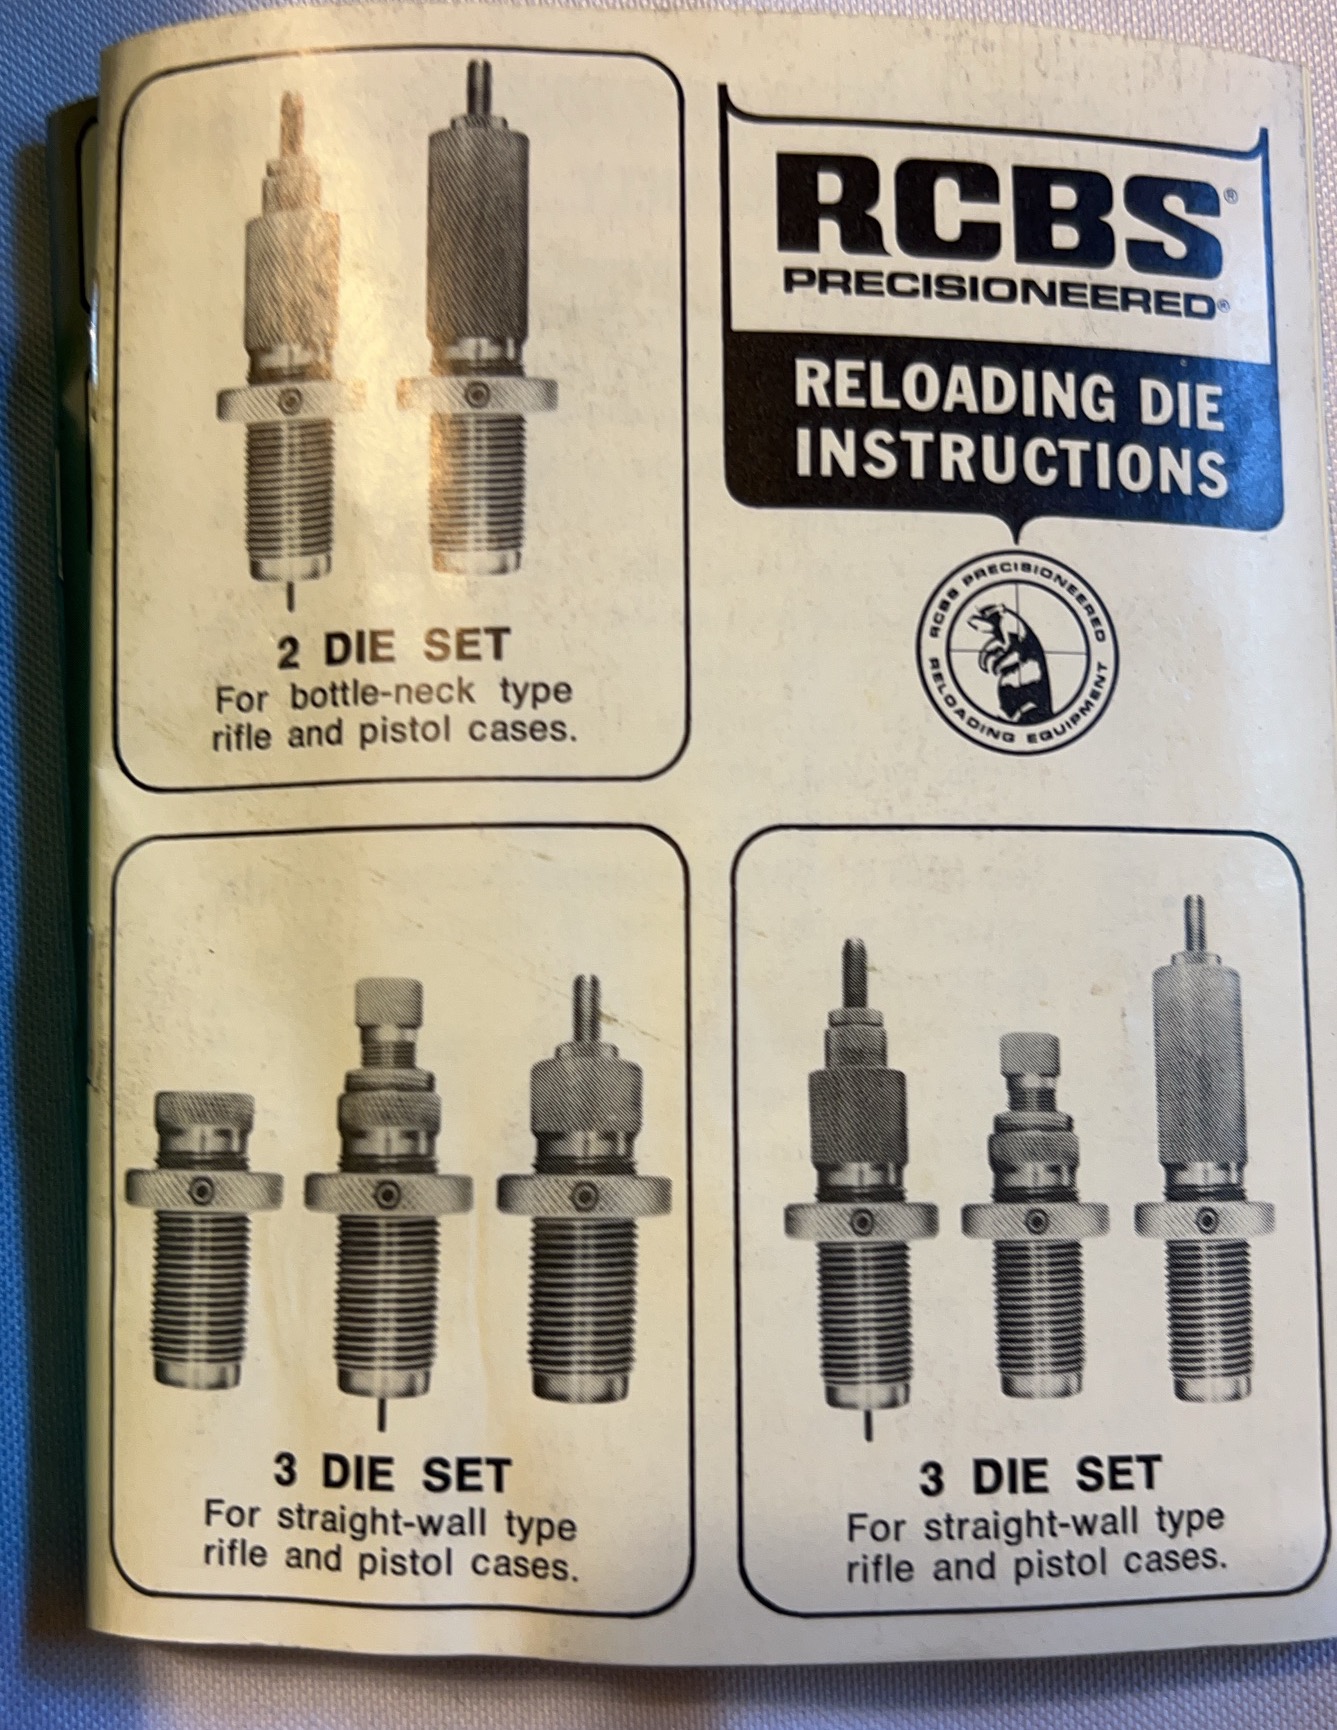 RCBS®
PRECISIONEERED®
RELOADING DIE
INSTRUCTIONS
RCBS PRECISIONEERED
RELOADING EQUIPMENT
2 DIE SET
For bottle-neck type
rifle and pistol cases.
3 DIE SET
For straight-wall type
rifle and pistol cases.
3 DIE SET
For straight-wall type
rifle and pistol cases.